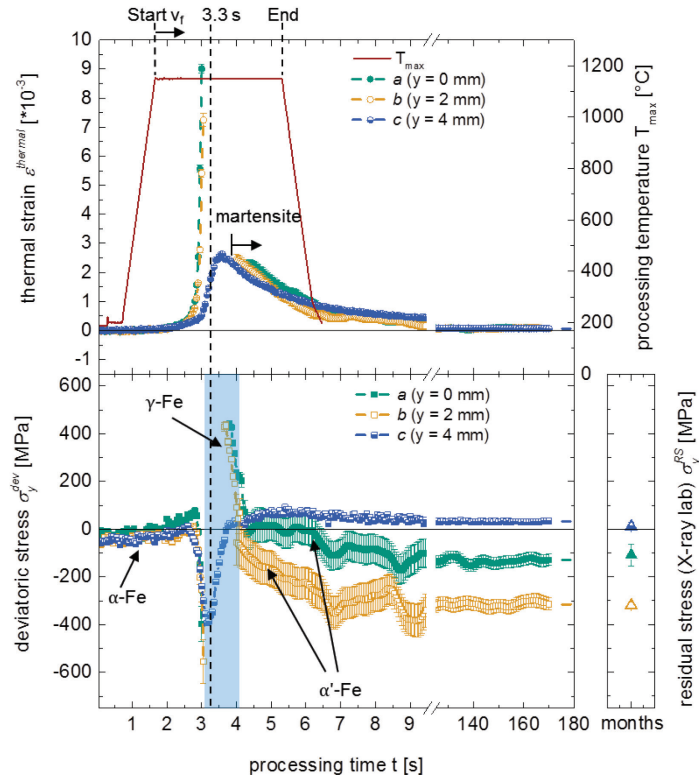 Start v_f 3.3 s End
T_max
a (y = 0 mm)
b (y = 2 mm)
c (y = 4 mm)
martensite
thermal strain ε^thermal [*10^-3]
10
9
8
7
6
5
4
3
2
1
0
-1
processing temperature T_max [°C]
1200
1000
800
600
400
200
0
γ-Fe
a (y = 0 mm)
b (y = 2 mm)
c (y = 4 mm)
α-Fe
α'-Fe
deviatoric stress σ_y^dev [MPa]
600
400
200
0
-200
-400
-600
residual stress (X-ray lab) σ_y^RS [MPa]
1 2 3 4 5 6 7 8 9 140 160 180 months
processing time t [s]